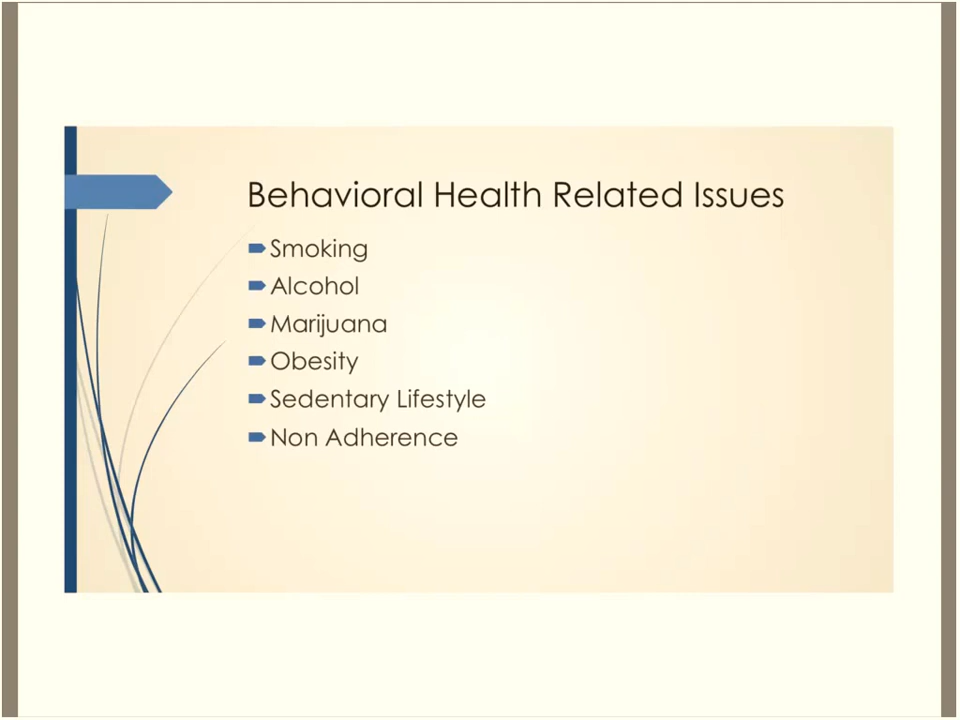 Behavioral Health Related Issues
Smoking
Alcohol
Marijuana
Obesity
Sedentary Lifestyle
Non Adherence